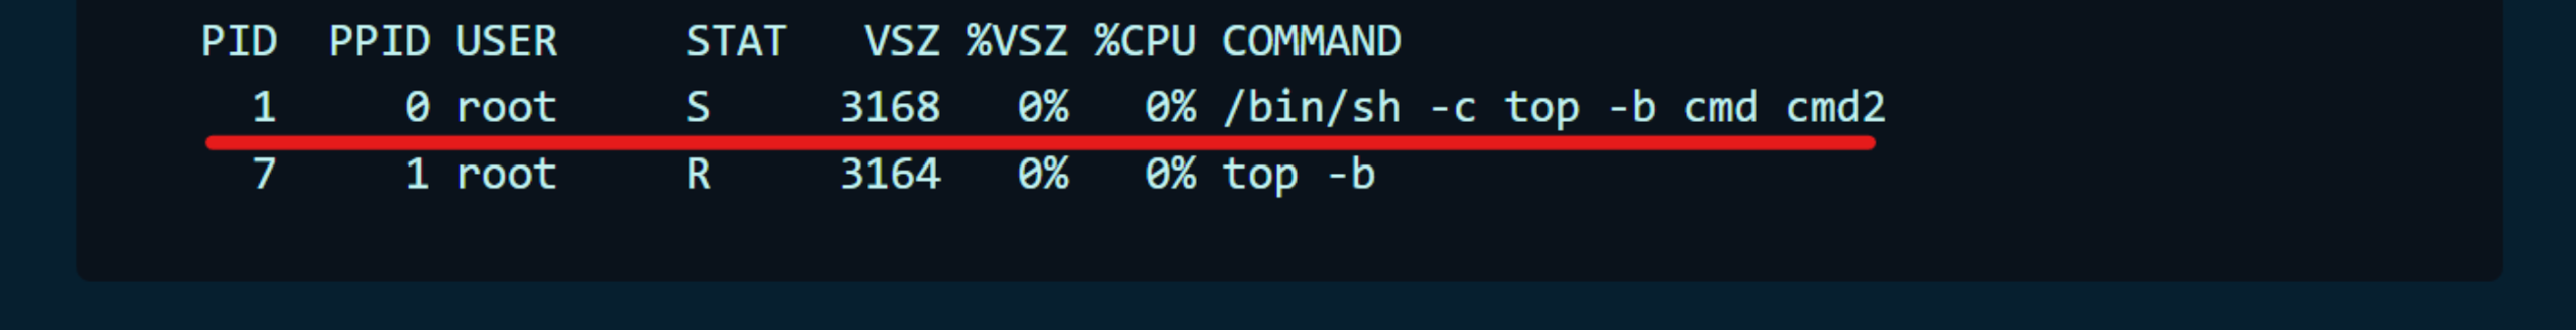 PID  PPID USER     STAT   VSZ %VSZ %CPU COMMAND
1     0 root     S     3168   0%   0% /bin/sh -c top -b cmd cmd2
7     1 root     R     3164   0%   0% top -b